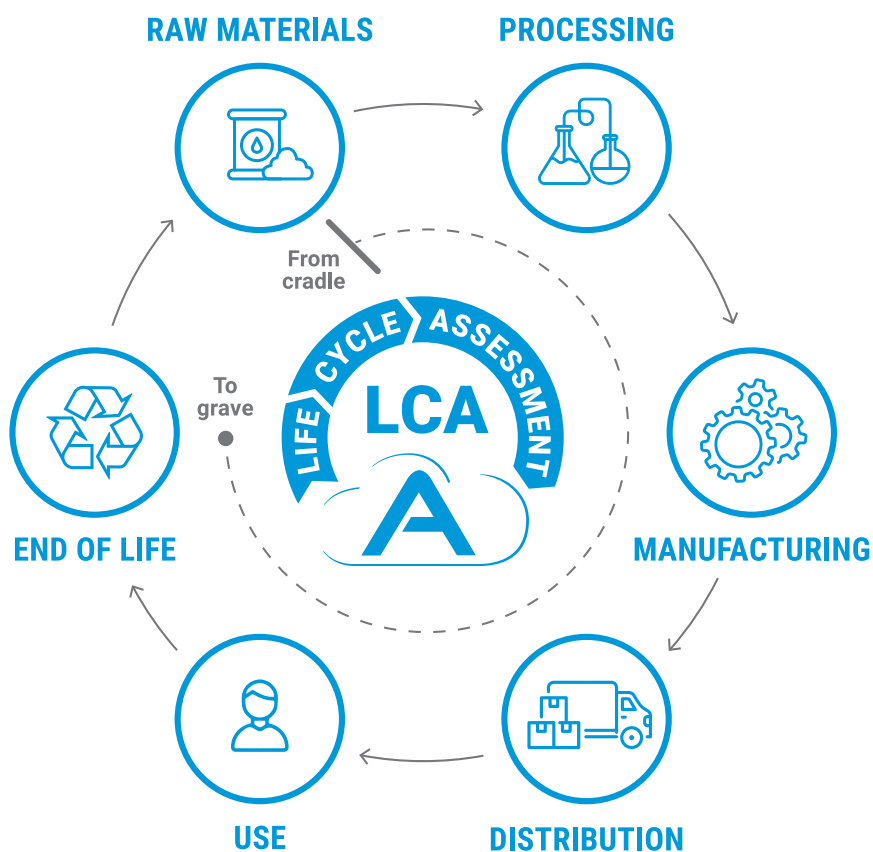 RAW MATERIALS
PROCESSING
From
cradle
LIFE CYCLE ASSESSMENT
LCA
To
grave
A
END OF LIFE
MANUFACTURING
USE
DISTRIBUTION